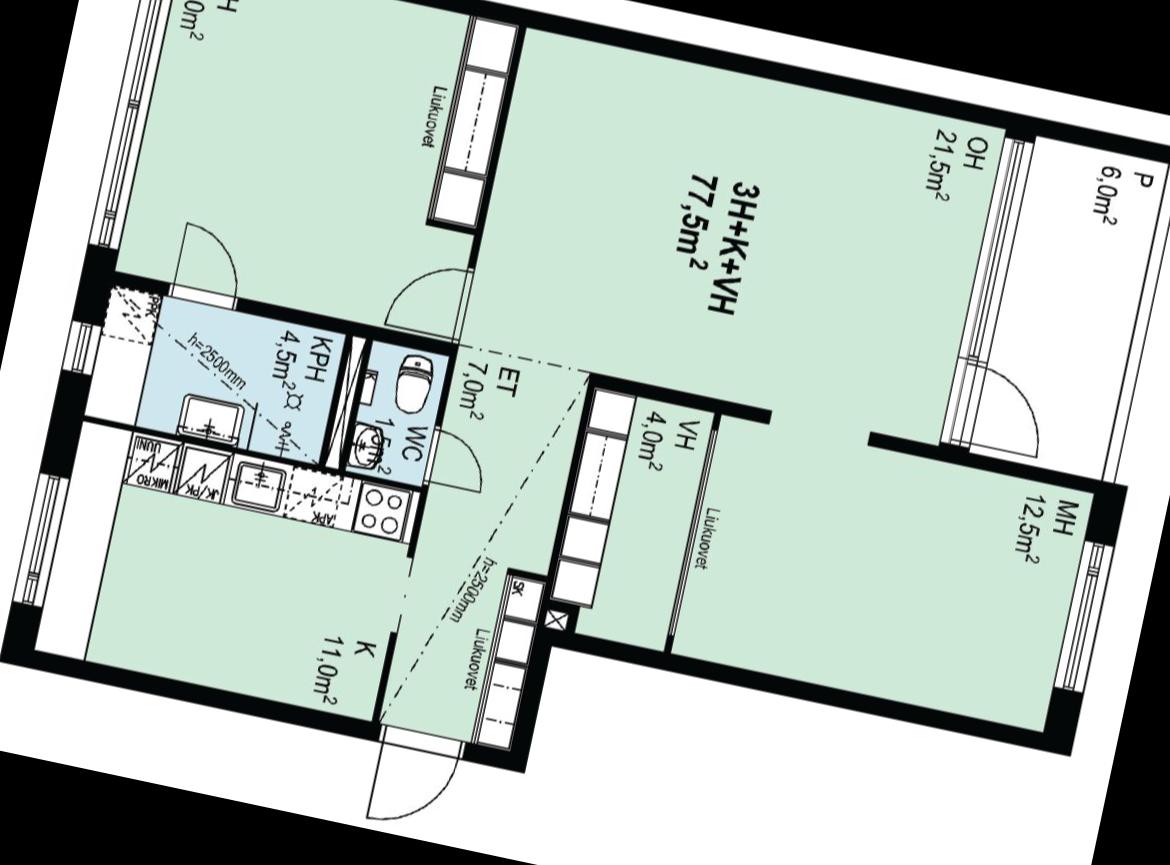 H
0m²
Liukuovet
3H+K+VH
77,5m²
OH
21,5m²
P
6,0m²
PPK
h=2500mm
KPH
4,5m²
K
WC
1,5m²
ET
7,0m²
VH
4,0m²
Liukuovet
MH
12,5m²
UUNI
MIKRO
JK/PK
APK
h=2500mm
SK
Liukuovet
K
11,0m²